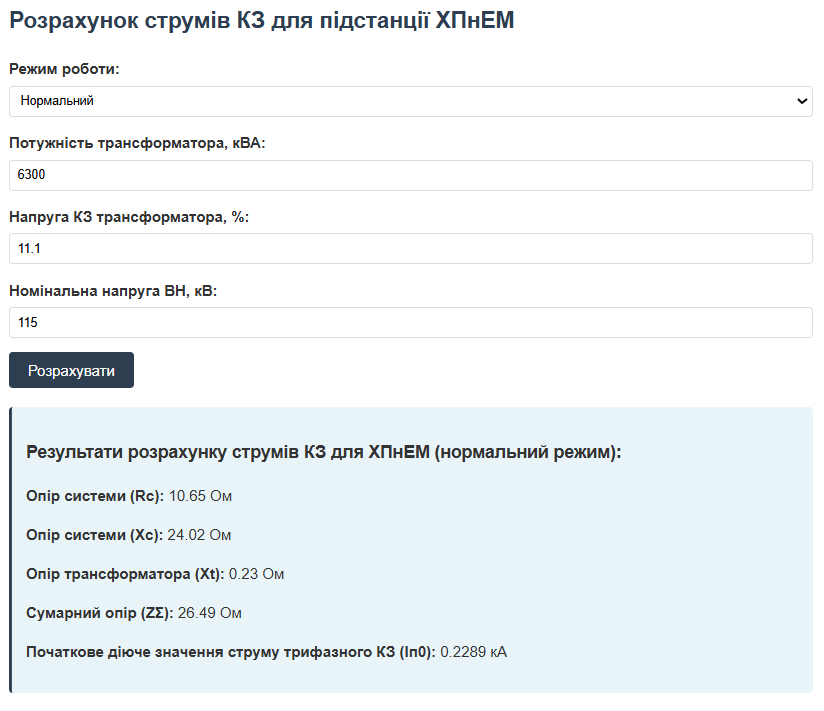 Розрахунок струмів КЗ для підстанції ХПнЕМ
Режим роботи:
Нормальний
Потужність трансформатора, кВА:
6300
Напруга КЗ трансформатора, %:
11.1
Номінальна напруга ВН, кВ:
115
Розрахувати
Результати розрахунку струмів КЗ для ХПнЕМ (нормальний режим):
Опір системи (Rc): 10.65 Ом
Опір системи (Xc): 24.02 Ом
Опір трансформатора (Xt): 0.23 Ом
Сумарний опір (ZΣ): 26.49 Ом
Початкове діюче значення струму трифазного КЗ (Iп0): 0.2289 кА